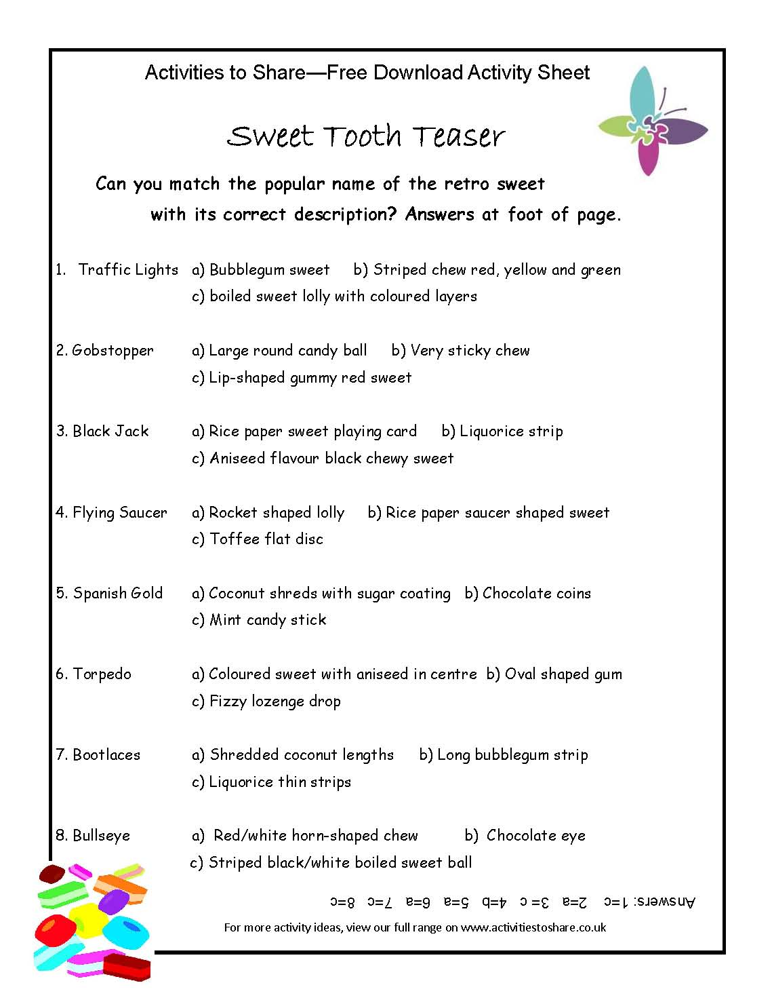 Activities to Share—Free Download Activity Sheet
Sweet Tooth Teaser
Can you match the popular name of the retro sweet
with its correct description? Answers at foot of page.
1. Traffic Lights a) Bubblegum sweet b) Striped chew red, yellow and green
c) boiled sweet lolly with coloured layers
2. Gobstopper a) Large round candy ball b) Very sticky chew
c) Lip-shaped gummy red sweet
3. Black Jack a) Rice paper sweet playing card b) Liquorice strip
c) Aniseed flavour black chewy sweet
4. Flying Saucer a) Rocket shaped lolly b) Rice paper saucer shaped sweet
c) Toffee flat disc
5. Spanish Gold a) Coconut shreds with sugar coating b) Chocolate coins
c) Mint candy stick
6. Torpedo a) Coloured sweet with aniseed in centre b) Oval shaped gum
c) Fizzy lozenge drop
7. Bootlaces a) Shredded coconut lengths b) Long bubblegum strip
c) Liquorice thin strips
8. Bullseye a) Red/white horn-shaped chew b) Chocolate eye
c) Striped black/white boiled sweet ball
Answers: 1=c 2=a 3= c 4=b 5=a 6=a 7=c 8=c
For more activity ideas, view our full range on www.activitiestoshare.co.uk